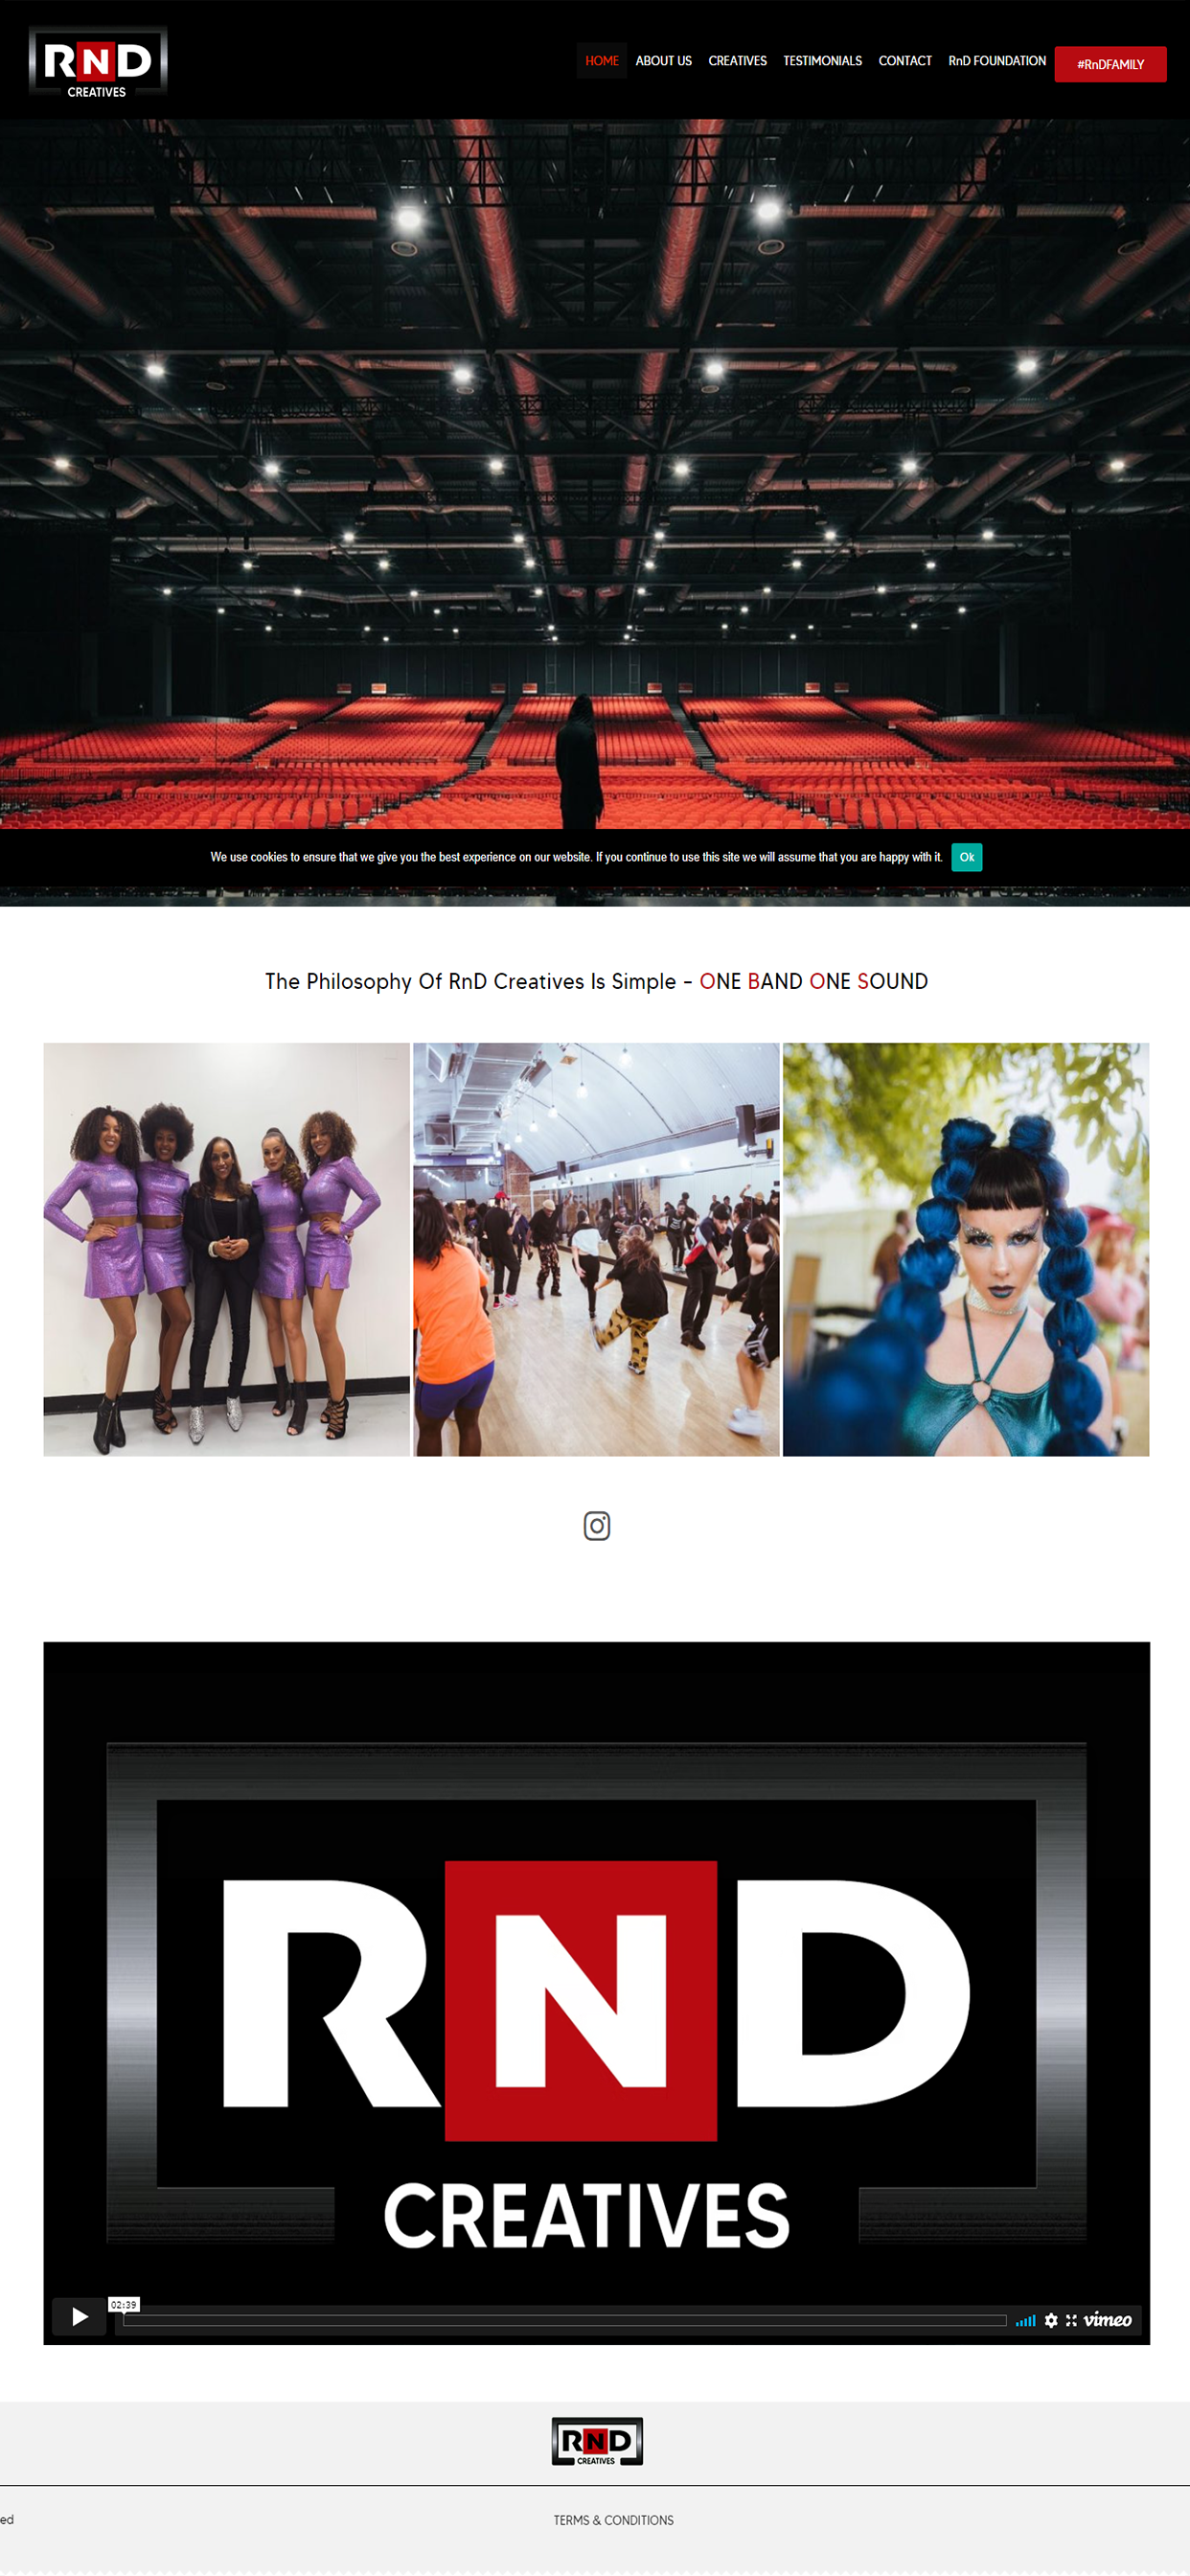 RND
CREATIVES
HOME ABOUT US CREATIVES TESTIMONIALS CONTACT RnD FOUNDATION #RnDFAMILY
We use cookies to ensure that we give you the best experience on our website. If you continue to use this site we will assume that you are happy with it. Ok
The Philosophy Of RnD Creatives Is Simple - ONE BAND ONE SOUND
RND
CREATIVES
02:39
vimeo
RND
CREATIVES
ed TERMS & CONDITIONS